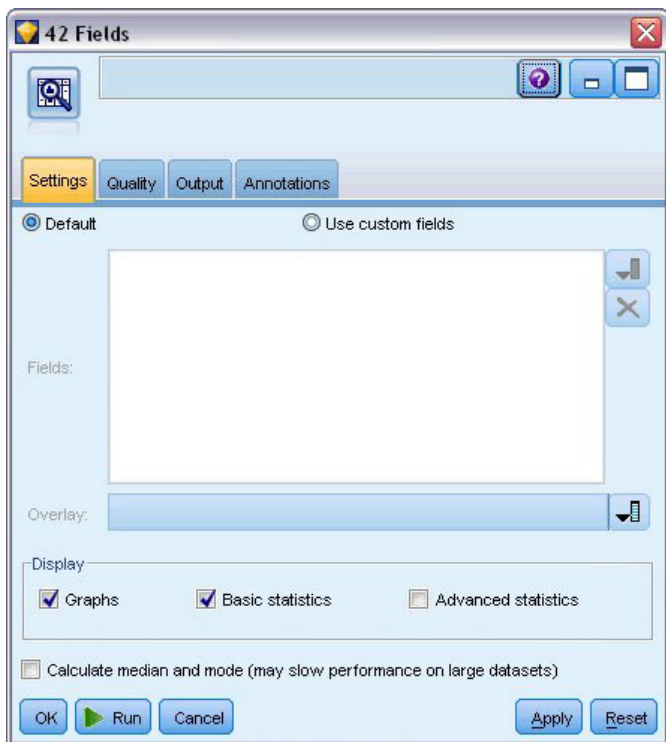 42 Fields
?
Settings Quality Output Annotations
Default Use custom fields
Fields:
Overlay:
Display
Graphs Basic statistics Advanced statistics
Calculate median and mode (may slow performance on large datasets)
OK Run Cancel Apply Reset